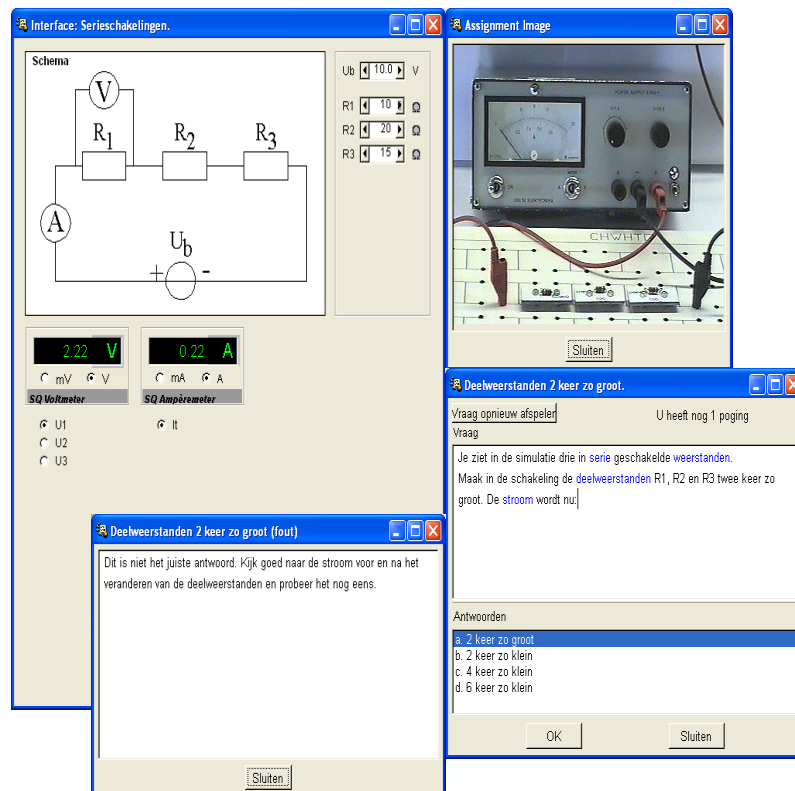 Interface: Serieschakelingen.
Schema
V
R1
R2
R3
A
Ub
+
-
Ub 10.0 V
R1 10 Ω
R2 20 Ω
R3 15 Ω
2.22 V
mV V
SQ Voltmeter
U1
U2
U3
0.22 A
mA A
SQ Ampèremeter
It
Assignment Image
POWER SUPPLY
DELTA ELEKTRONIKA
Sluiten
Deelweerstanden 2 keer zo groot.
Vraag opnieuw afspeler
U heeft nog 1 poging
Vraag
Je ziet in de simulatie drie in serie geschakelde weerstanden.
Maak in de schakeling de deelweerstanden R1, R2 en R3 twee keer zo
groot. De stroom wordt nu:
Antwoorden
a. 2 keer zo groot
b. 2 keer zo klein
c. 4 keer zo klein
d. 6 keer zo klein
OK
Sluiten
Deelweerstanden 2 keer zo groot (fout)
Dit is niet het juiste antwoord. Kijk goed naar de stroom voor en na het
veranderen van de deelweerstanden en probeer het nog eens.
Sluiten